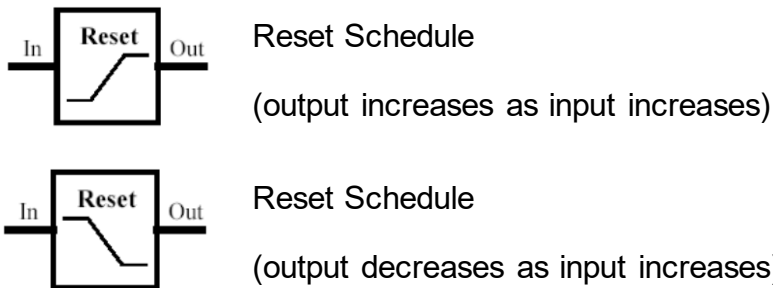 Reset
In
Out
Reset Schedule
(output increases as input increases)
Reset
In
Out
Reset Schedule
(output decreases as input increases)